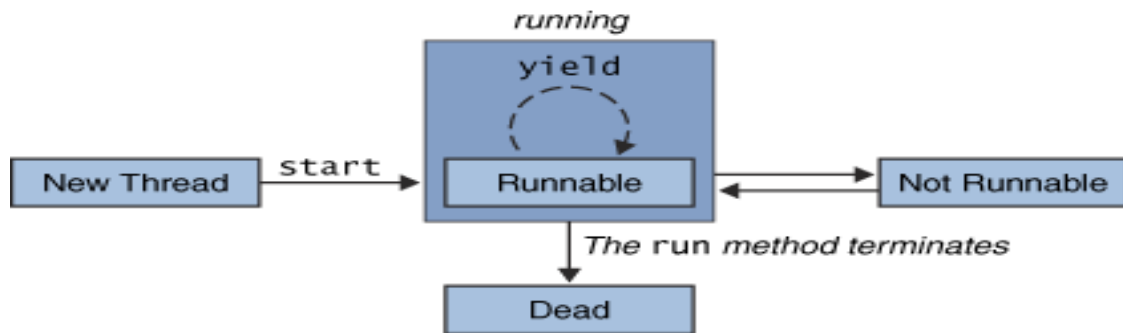 running
yield
New Thread
start
Runnable
Not Runnable
The run method terminates
Dead